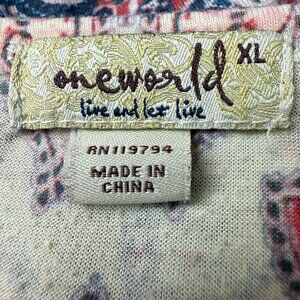 oneworld XL
live and let live
RN119794
MADE IN
CHINA